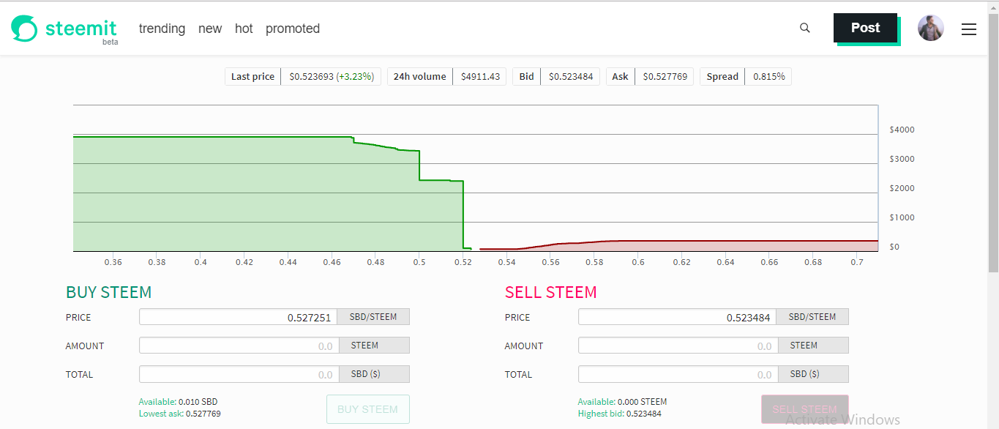 steemit
beta
trending new hot promoted
Post
Last price $0.523693 (+3.23%) 24h volume $4911.43 Bid $0.523484 Ask $0.527769 Spread 0.815%
$4000
$3000
$2000
$1000
$0
0.36 0.38 0.4 0.42 0.44 0.46 0.48 0.5 0.52 0.54 0.56 0.58 0.6 0.62 0.64 0.66 0.68 0.7
BUY STEEM
PRICE 0.527251 SBD/STEEM
AMOUNT 0.0 STEEM
TOTAL 0.0 SBD ($)
Available: 0.010 SBD
Lowest ask: 0.527769
BUY STEEM
SELL STEEM
PRICE 0.523484 SBD/STEEM
AMOUNT 0.0 STEEM
TOTAL 0.0 SBD ($)
Available: 0.000 STEEM
Highest bid: 0.523484
SELL STEEM
Activate Windows